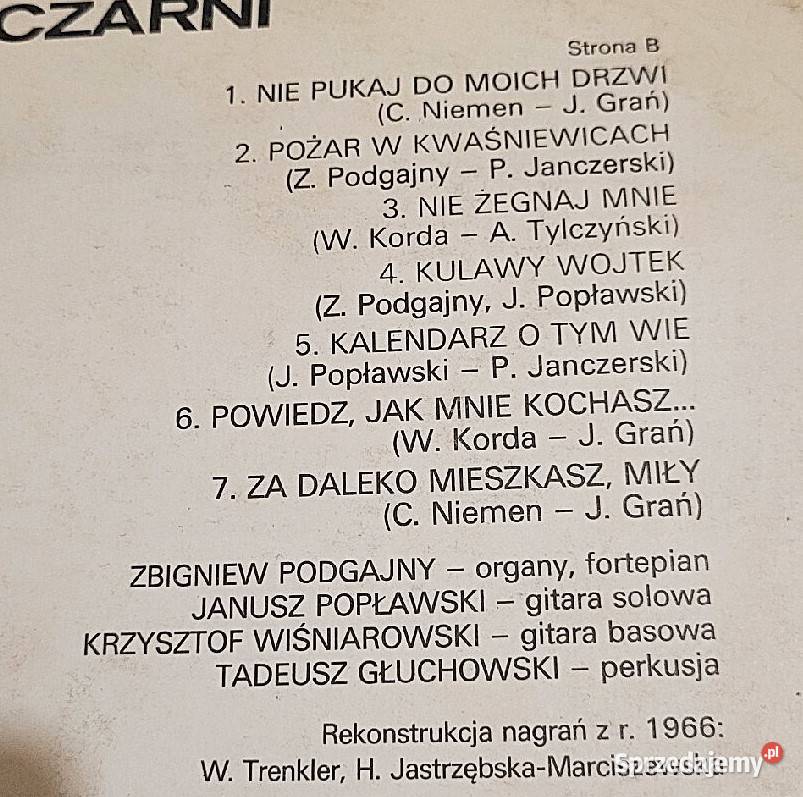 CZARNI
Strona B
1. NIE PUKAJ DO MOICH DRZWI
(C. Niemen – J. Grań)
2. POŻAR W KWAŚNIEWICACH
(Z. Podgajny – P. Janczerski)
3. NIE ŻEGNAJ MNIE
(W. Korda – A. Tylczyński)
4. KULAWY WOJTEK
(Z. Podgajny, J. Popławski)
5. KALENDARZ O TYM WIE
(J. Popławski – P. Janczerski)
6. POWIEDZ, JAK MNIE KOCHASZ...
(W. Korda – J. Grań)
7. ZA DALEKO MIESZKASZ, MIŁY
(C. Niemen – J. Grań)
ZBIGNIEW PODGAJNY – organy, fortepian
JANUSZ POPŁAWSKI – gitara solowa
KRZYSZTOF WIŚNIAROWSKI – gitara basowa
TADEUSZ GŁUCHOWSKI – perkusja
Rekonstrukcja nagrań z r. 1966:
W. Trenkler, H. Jastrzębska-Marciszewska
Sprzedajemy.pl